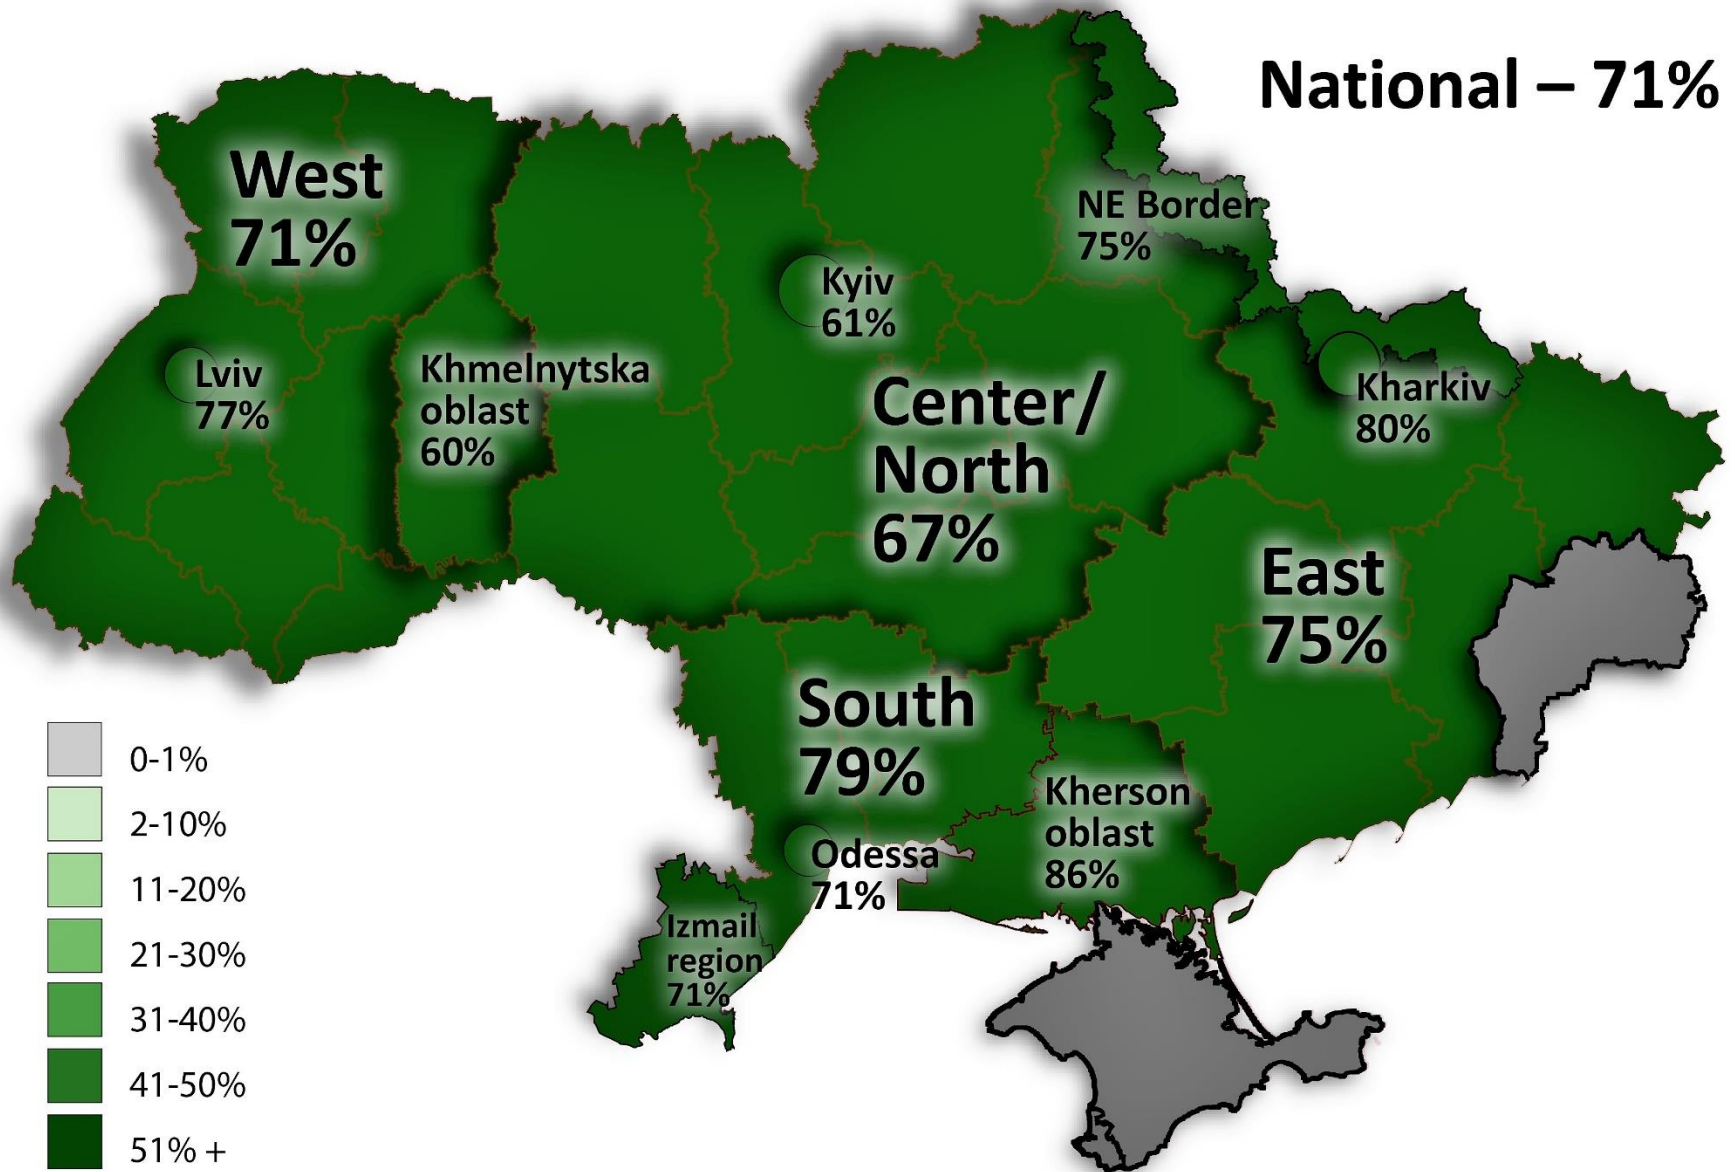 National – 71%
West
71%
NE Border
75%
Kyiv
61%
Lviv
77%
Khmelnytska
oblast
60%
Center/
North
67%
Kharkiv
80%
East
75%
South
79%
Kherson
oblast
86%
Odessa
71%
Izmail
region
71%
0-1%
2-10%
11-20%
21-30%
31-40%
41-50%
51% +